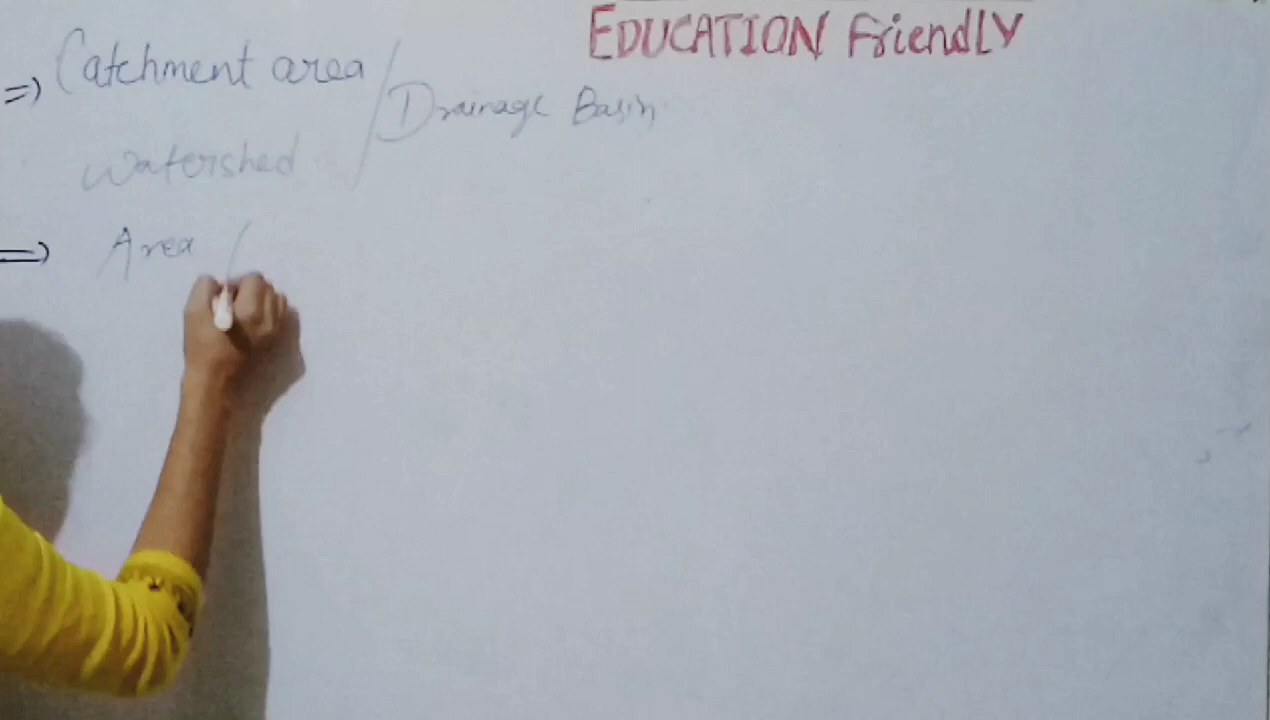 EDUCATION Friendly
=> Catchment area / Drainage Basin
Watershed
=> Area /